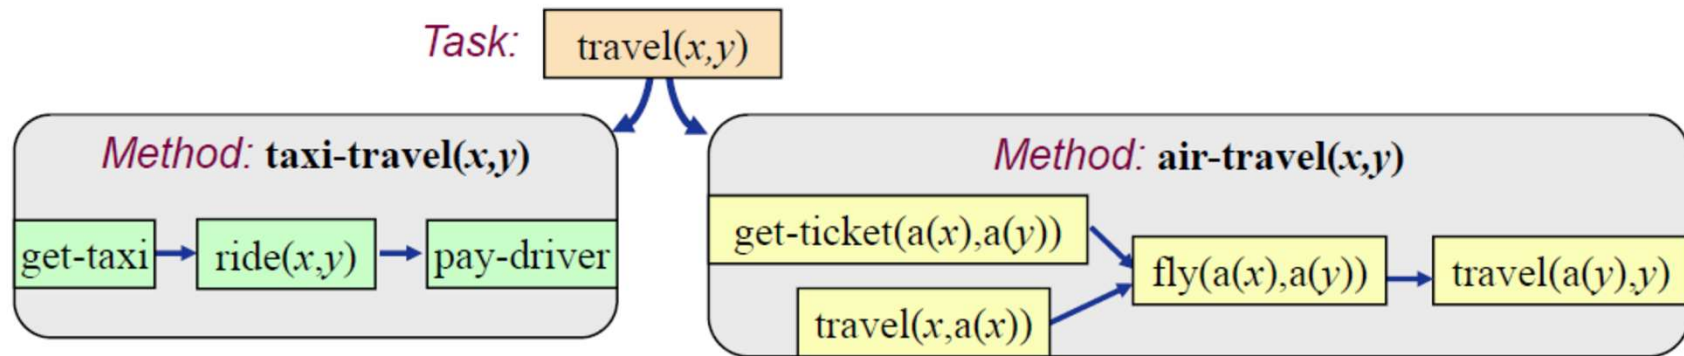 Task: travel(x,y)
Method: taxi-travel(x,y)
get-taxi
ride(x,y)
pay-driver
Method: air-travel(x,y)
get-ticket(a(x),a(y))
travel(x,a(x))
fly(a(x),a(y))
travel(a(y),y)